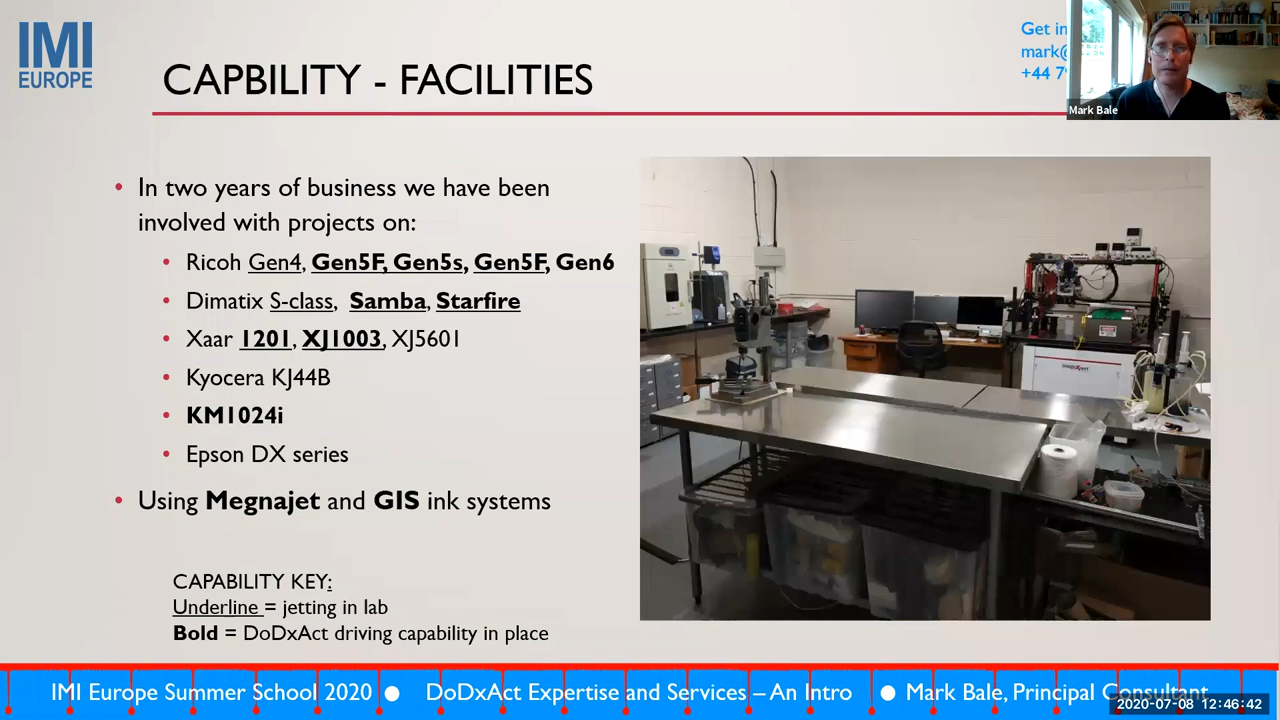 IMI
EUROPE
CAPBILITY - FACILITIES
Get in
mark@
+44 7
Mark Bale
• In two years of business we have been
involved with projects on:
• Ricoh Gen4, Gen5F, Gen5s, Gen5F, Gen6
• Dimatix S-class, Samba, Starfire
• Xaar 1201, XJ1003, XJ5601
• Kyocera KJ44B
• KM1024i
• Epson DX series
• Using Megnajet and GIS ink systems
CAPABILITY KEY:
Underline = jetting in lab
Bold = DoDxAct driving capability in place
IMI Europe Summer School 2020 ● DoDxAct Expertise and Services – An Intro ● Mark Bale, Principal Consultant
2020-07-08 12:46:42